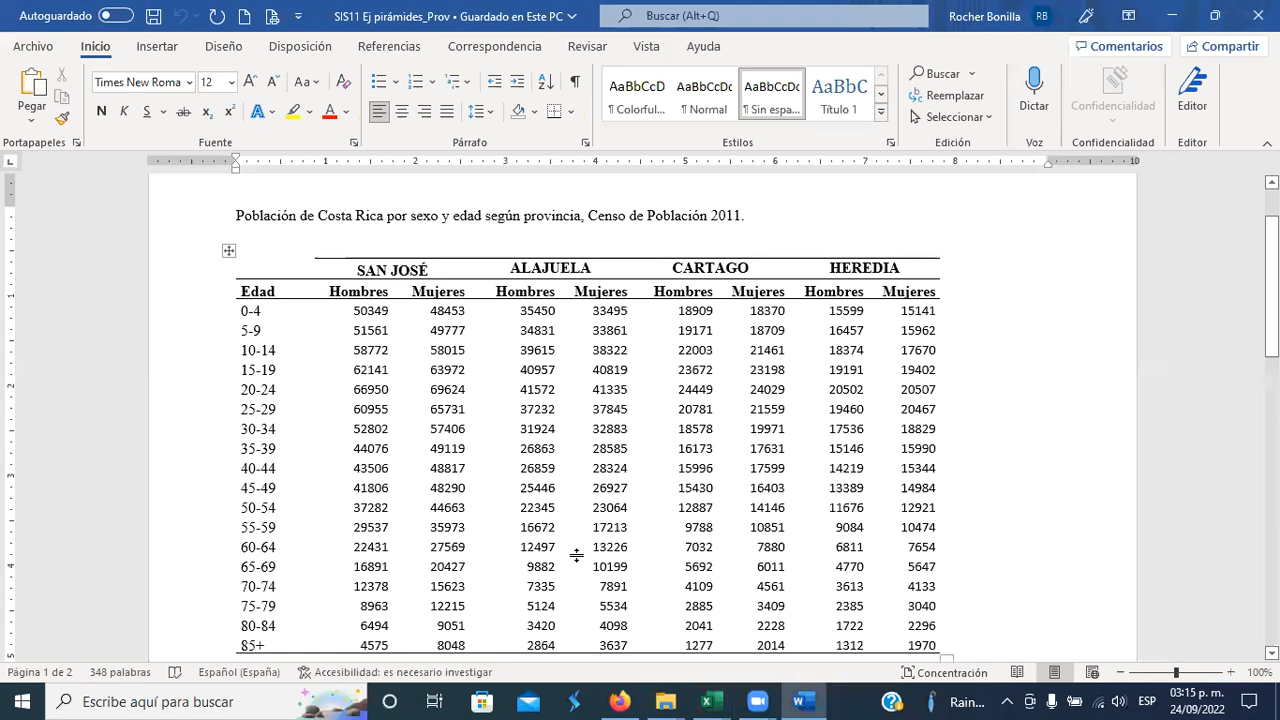 Autoguardado SIS11 Ej pirámides_Prov • Guardado en Este PC Buscar (Alt+Q) Rocher Bonilla RB
Archivo Inicio Insertar Diseño Disposición Referencias Correspondencia Revisar Vista Ayuda Comentarios Compartir
Times New Roma 12 Aa
Pegar N K S ab x2 x2 A A
AaBbCcD AaBbCcDc AaBbCcDc AaBbC
¶ Colorful... ¶ Normal ¶ Sin espa... Título 1
Buscar
Reemplazar
Seleccionar
Dictar Confidencialidad Editor
Portapapeles Fuente Párrafo Estilos Edición Voz Confidencialidad Editor
1 2 3 4 5 6 7 8 10
Población de Costa Rica por sexo y edad según provincia, Censo de Población 2011.
SAN JOSÉ ALAJUELA CARTAGO HEREDIA
Edad Hombres Mujeres Hombres Mujeres Hombres Mujeres Hombres Mujeres
0-4 50349 48453 35450 33495 18909 18370 15599 15141
5-9 51561 49777 34831 33861 19171 18709 16457 15962
10-14 58772 58015 39615 38322 22003 21461 18374 17670
15-19 62141 63972 40957 40819 23672 23198 19191 19402
20-24 66950 69624 41572 41335 24449 24029 20502 20507
25-29 60955 65731 37232 37845 20781 21559 19460 20467
30-34 52802 57406 31924 32883 18578 19971 17536 18829
35-39 44076 49119 26863 28585 16173 17631 15146 15990
40-44 43506 48817 26859 28324 15996 17599 14219 15344
45-49 41806 48290 25446 26927 15430 16403 13389 14984
50-54 37282 44663 22345 23064 12887 14146 11676 12921
55-59 29537 35973 16672 17213 9788 10851 9084 10474
60-64 22431 27569 12497 13226 7032 7880 6811 7654
65-69 16891 20427 9882 10199 5692 6011 4770 5647
70-74 12378 15623 7335 7891 4109 4561 3613 4133
75-79 8963 12215 5124 5534 2885 3409 2385 3040
80-84 6494 9051 3420 4098 2041 2228 1722 2296
85+ 4575 8048 2864 3637 1277 2014 1312 1970
Página 1 de 2 348 palabras Español (España) Accesibilidad: es necesario investigar Concentración 100%
Escribe aquí para buscar Rain... ESP 03:15 p. m.
24/09/2022